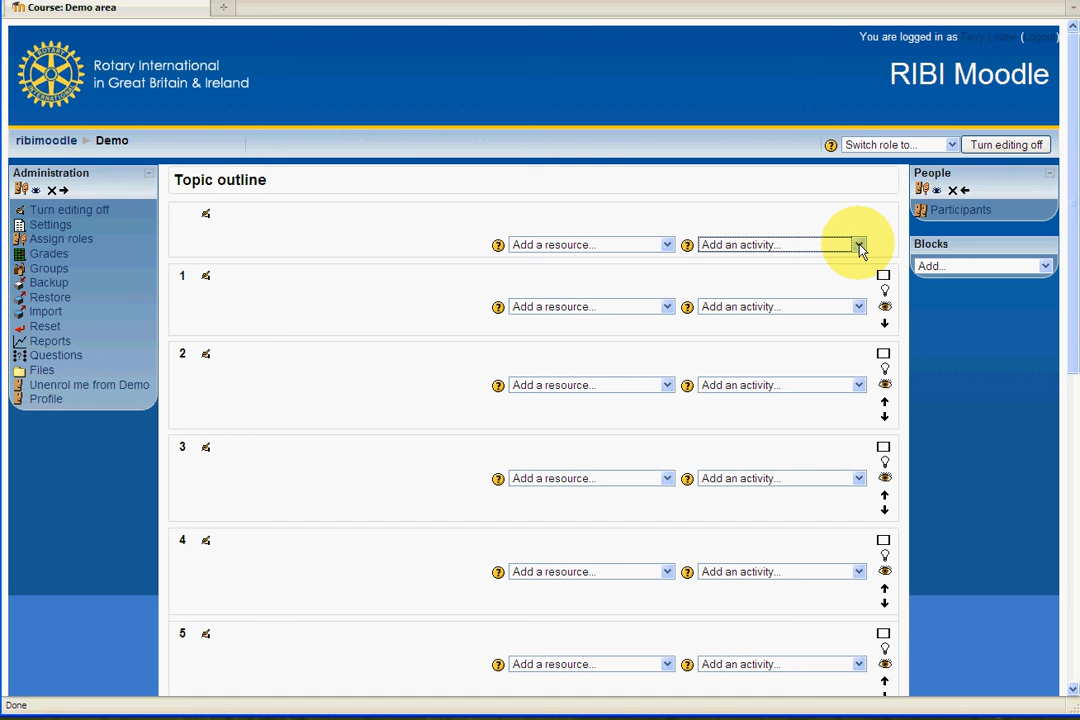 Course: Demo area
You are logged in as Terry Loane (Logout)
Rotary International
in Great Britain & Ireland
RIBI Moodle
ribimoodle ► Demo
Switch role to...
Turn editing off
Administration
Turn editing off
Settings
Assign roles
Grades
Groups
Backup
Restore
Import
Reset
Reports
Questions
Files
Unenrol me from Demo
Profile
Topic outline
Add a resource...
Add an activity...
1
Add a resource...
Add an activity...
2
Add a resource...
Add an activity...
3
Add a resource...
Add an activity...
4
Add a resource...
Add an activity...
5
Add a resource...
Add an activity...
People
Participants
Blocks
Add...
Done